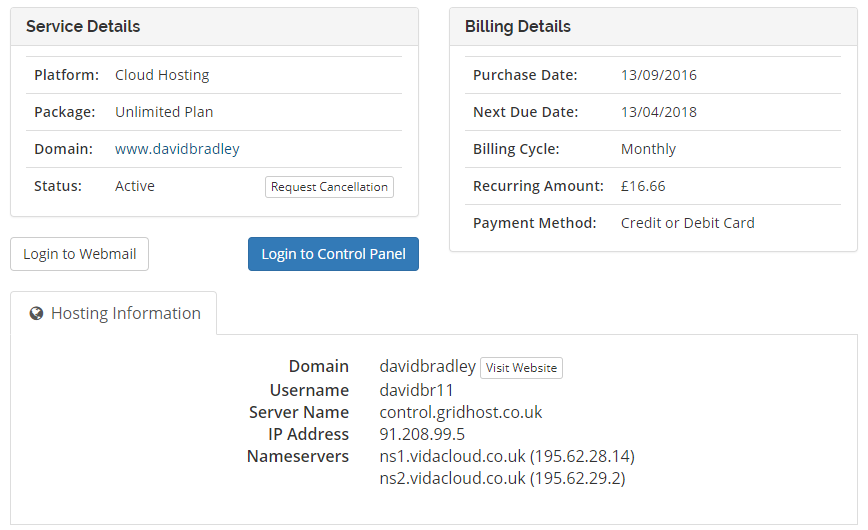 Service Details
Platform: Cloud Hosting
Package: Unlimited Plan
Domain: www.davidbradley
Status: Active Request Cancellation
Login to Webmail Login to Control Panel
Billing Details
Purchase Date: 13/09/2016
Next Due Date: 13/04/2018
Billing Cycle: Monthly
Recurring Amount: £16.66
Payment Method: Credit or Debit Card
Hosting Information
Domain davidbradley Visit Website
Username davidbr11
Server Name control.gridhost.co.uk
IP Address 91.208.99.5
Nameservers ns1.vidacloud.co.uk (195.62.28.14)
ns2.vidacloud.co.uk (195.62.29.2)